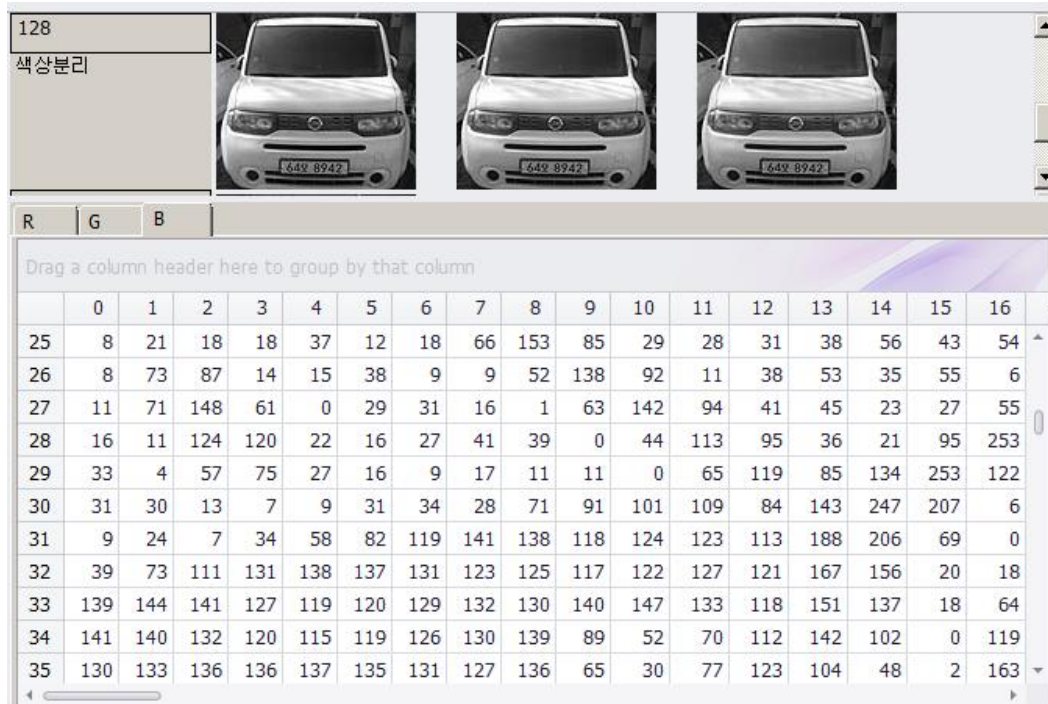 128
색상분리
64오 8942
64오 8942
64오 8942
R G B
Drag a column header here to group by that column
0 1 2 3 4 5 6 7 8 9 10 11 12 13 14 15 16
25 8 21 18 18 37 12 18 66 153 85 29 28 31 38 56 43 54
26 8 73 87 14 15 38 9 9 52 138 92 11 38 53 35 55 6
27 11 71 148 61 0 29 31 16 1 63 142 94 41 45 23 27 55
28 16 11 124 120 22 16 27 41 39 0 44 113 95 36 21 95 253
29 33 4 57 75 27 16 9 17 11 11 0 65 119 85 134 253 122
30 31 30 13 7 9 31 34 28 71 91 101 109 84 143 247 207 6
31 9 24 7 34 58 82 119 141 138 118 124 123 113 188 206 69 0
32 39 73 111 131 138 137 131 123 125 117 122 127 121 167 156 20 18
33 139 144 141 127 119 120 129 132 130 140 147 133 118 151 137 18 64
34 141 140 132 120 115 119 126 130 139 89 52 70 112 142 102 0 119
35 130 133 136 136 137 135 131 127 136 65 30 77 123 104 48 2 163